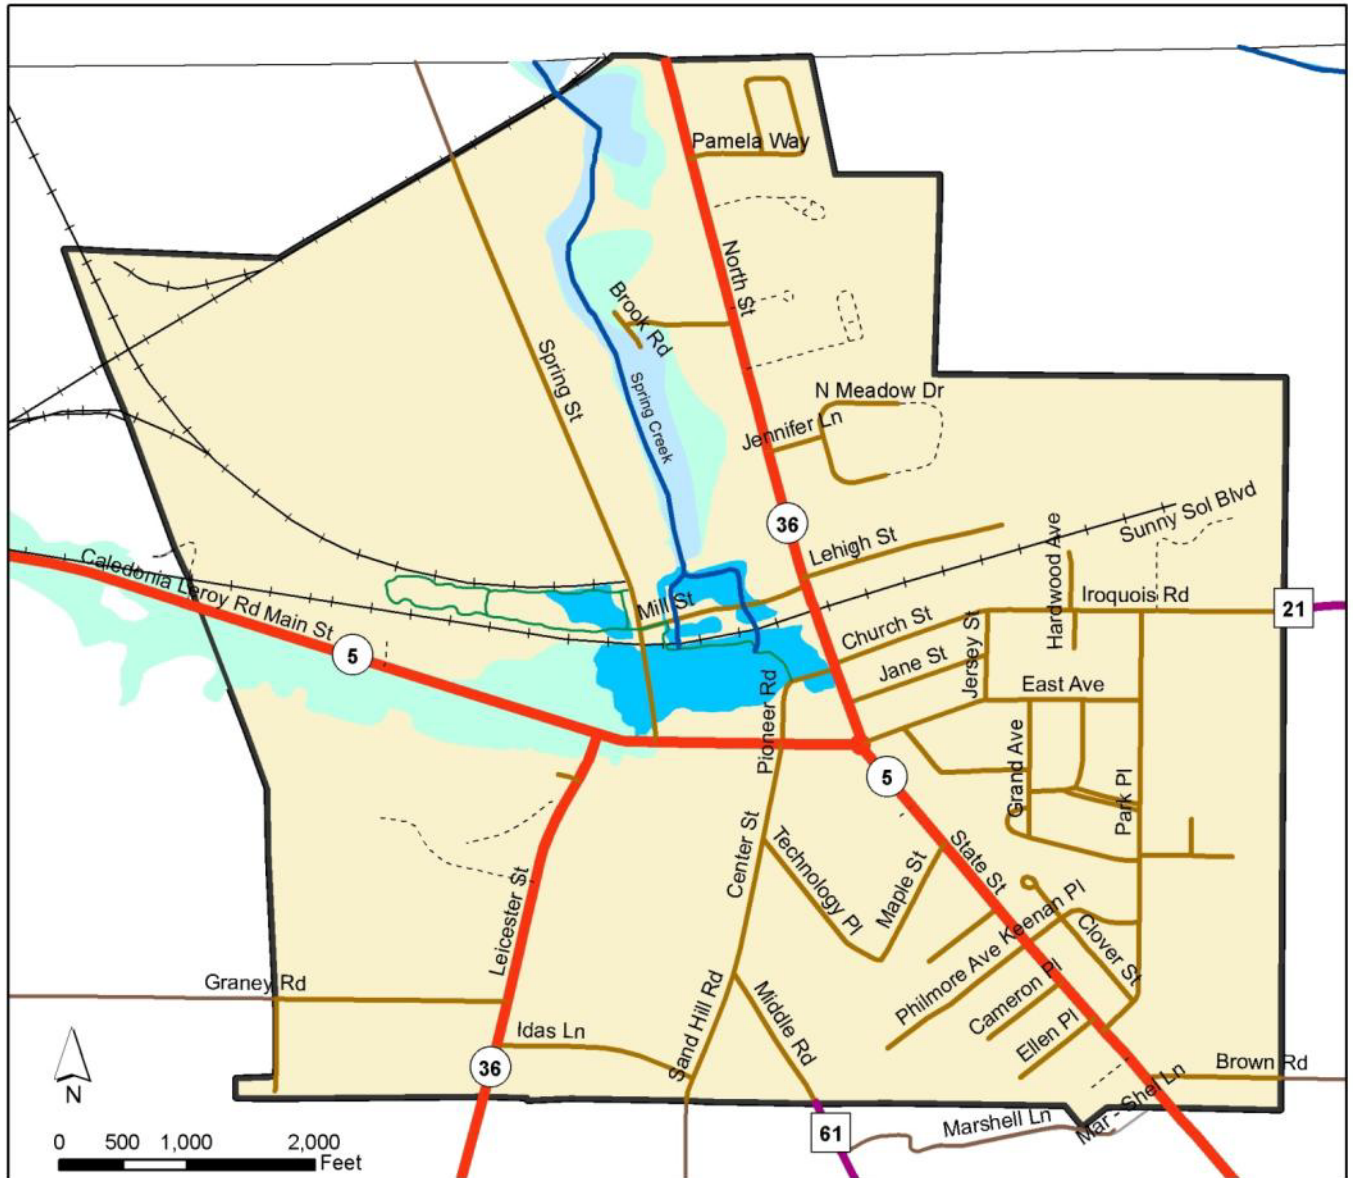 Pamela Way
North St
Brook Rd
Spring St
Spring Creek
N Meadow Dr
Jennifer Ln
36
Lehigh St
Sunny Sol Blvd
Hardwood Ave
Caledonia Leroy Rd Main St
Mill St
Iroquois Rd
21
Church St
5
Jane St
Jersey St
East Ave
Pioneer Rd
5
Grand Ave
Park Pl
Center St
Technology Pl
Maple St
State St
Leicester St
Keenan Pl
Philmore Ave
Clover St
Graney Rd
Cameron Pl
Sand Hill Rd
Middle Rd
Idas Ln
Ellen Pl
36
Brown Rd
N
Mar - Shel Ln
Marshell Ln
61
0 500 1,000 2,000
Feet